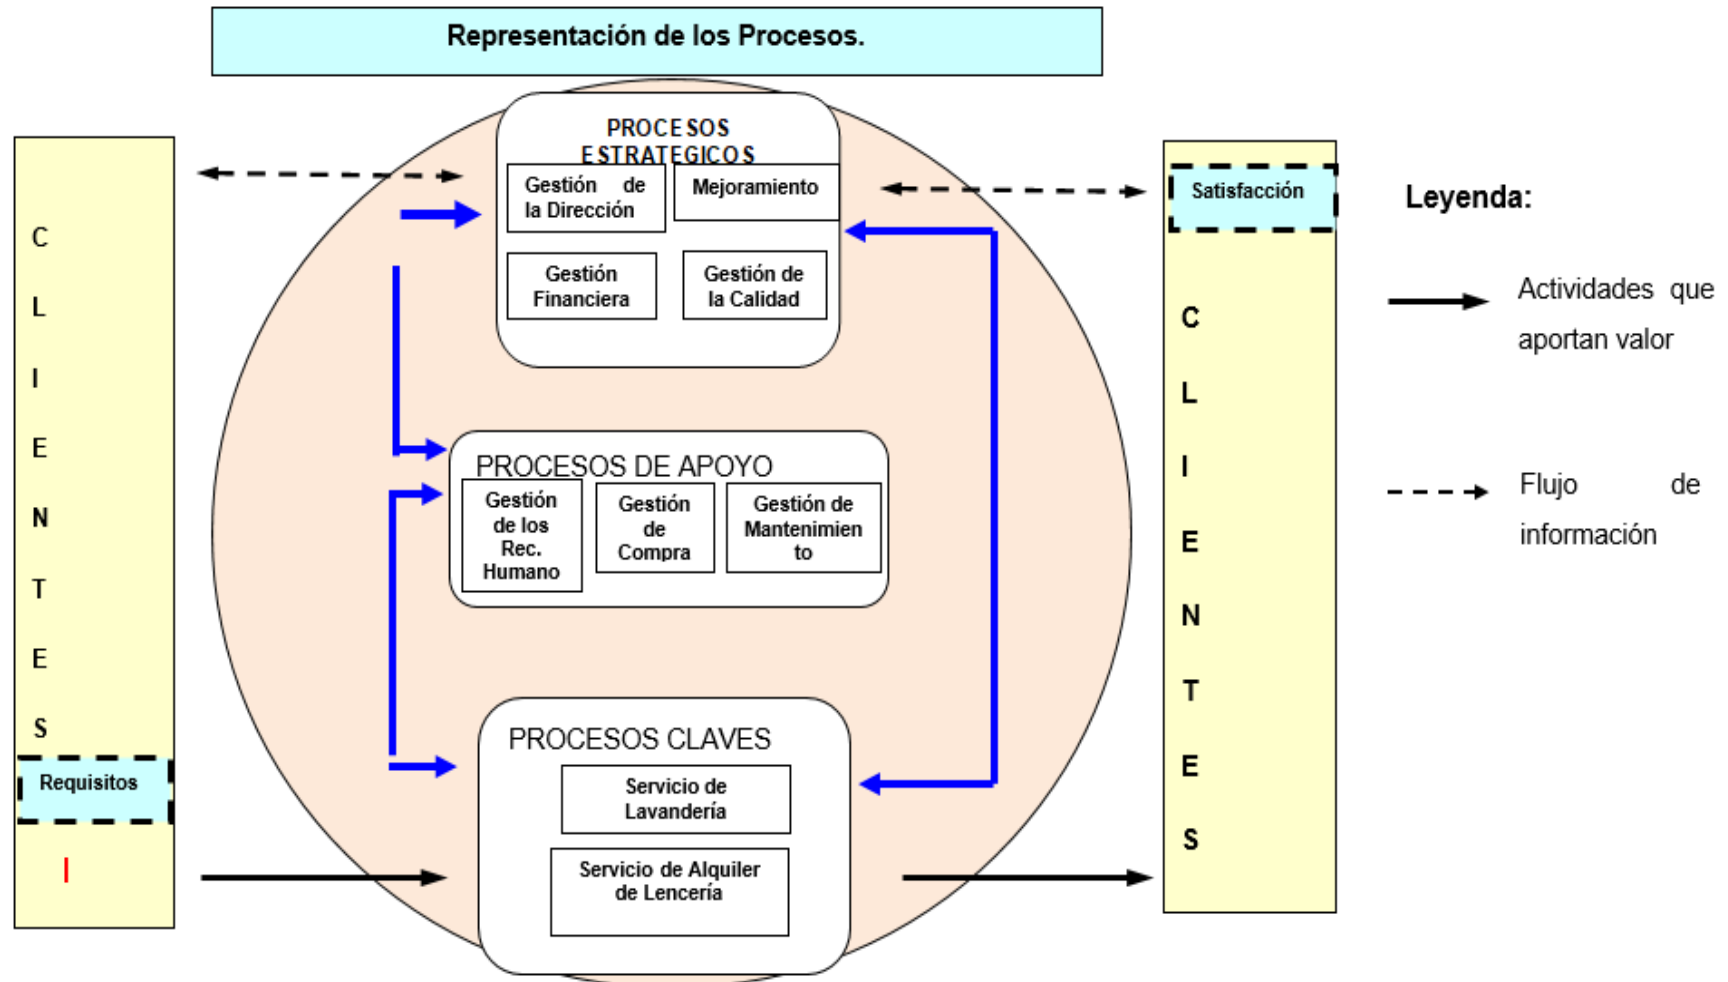 Representación de los Procesos.
C
L
I
E
N
T
E
S
Requisitos
I
PROCESOS
ESTRATEGICOS
Gestión de
la Dirección
Mejoramiento
Gestión
Financiera
Gestión de
la Calidad
PROCESOS DE APOYO
Gestión
de los
Rec.
Humano
Gestión
de
Compra
Gestión de
Mantenimien
to
PROCESOS CLAVES
Servicio de
Lavandería
Servicio de Alquiler
de Lencería
Satisfacción
C
L
I
E
N
T
E
S
Leyenda:
Actividades que
aportan valor
Flujo de
información